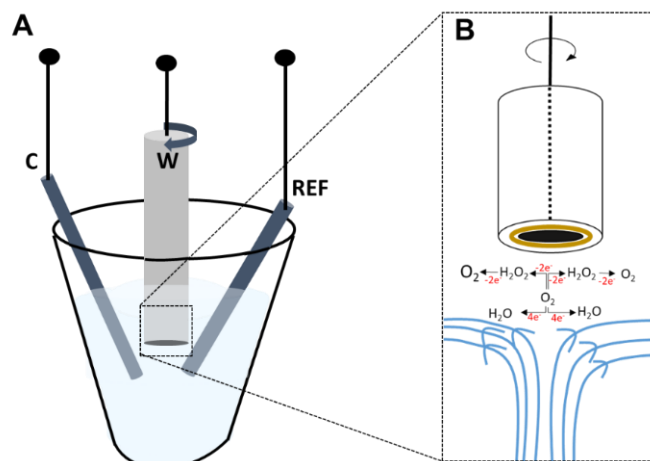 A
C
W
REF
B
O₂ H₂O₂ -2e⁻ H₂O₂ O₂
-2e⁻ -2e⁻ -2e⁻
O₂
H₂O 4e⁻ 4e⁻ H₂O